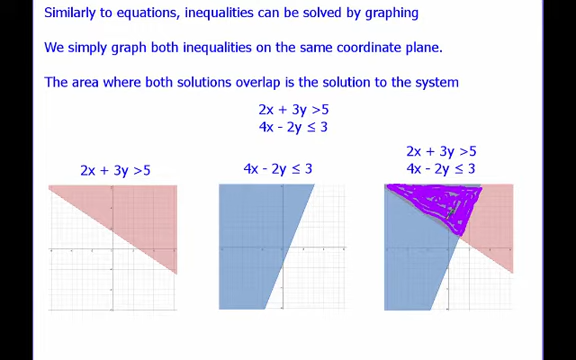 Similarly to equations, inequalities can be solved by graphing
We simply graph both inequalities on the same coordinate plane.
The area where both solutions overlap is the solution to the system
2x + 3y >5
4x - 2y ≤ 3
2x + 3y >5
4x - 2y ≤ 3
2x + 3y >5
4x - 2y ≤ 3